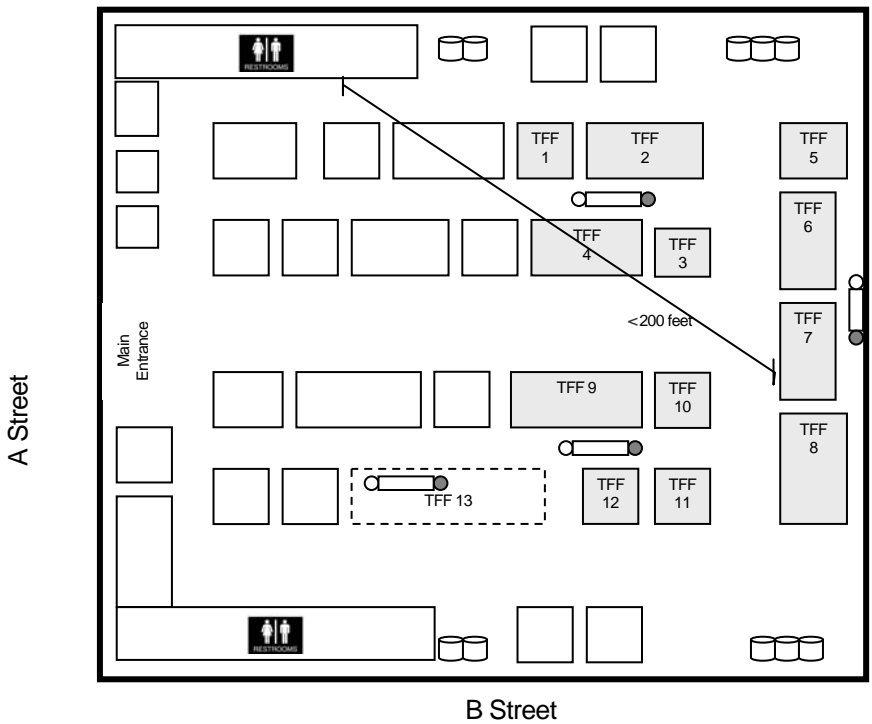 RESTROOMS
TFF
1
TFF
2
TFF
5
TFF
6
TFF
4
TFF
3
<200 feet
TFF
7
Main
Entrance
A Street
TFF 9
TFF
10
TFF
8
TFF 13
TFF
12
TFF
11
RESTROOMS
B Street